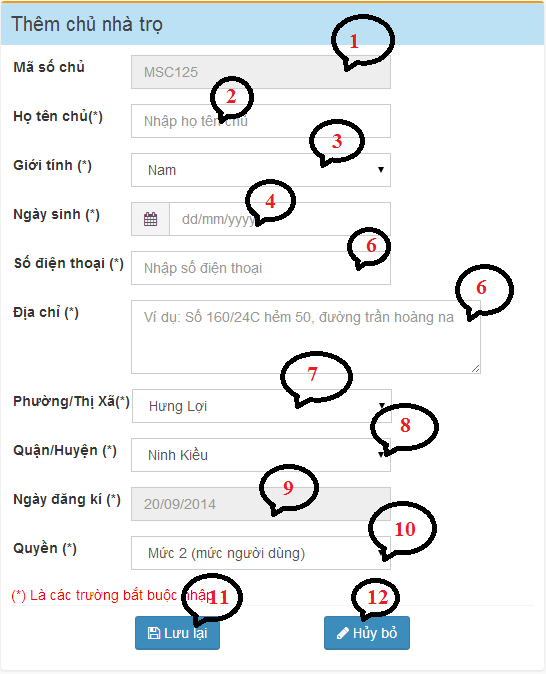 Thêm chủ nhà trọ
1
Mã số chủ MSC125
2
Họ tên chủ(*) Nhập họ tên chủ
3
Giới tính (*) Nam
4
Ngày sinh (*) dd/mm/yyyy
6
Số điện thoại (*) Nhập số điện thoại
6
Địa chỉ (*) Ví dụ: Số 160/24C hẻm 50, đường trần hoàng na
7
Phường/Thị Xã(*) Hưng Lợi
8
Quận/Huyện (*) Ninh Kiều
9
Ngày đăng kí (*) 20/09/2014
10
Quyền (*) Mức 2 (mức người dùng)
(*) Là các trường bắt buộc nhập
11 12
Lưu lại Hủy bỏ